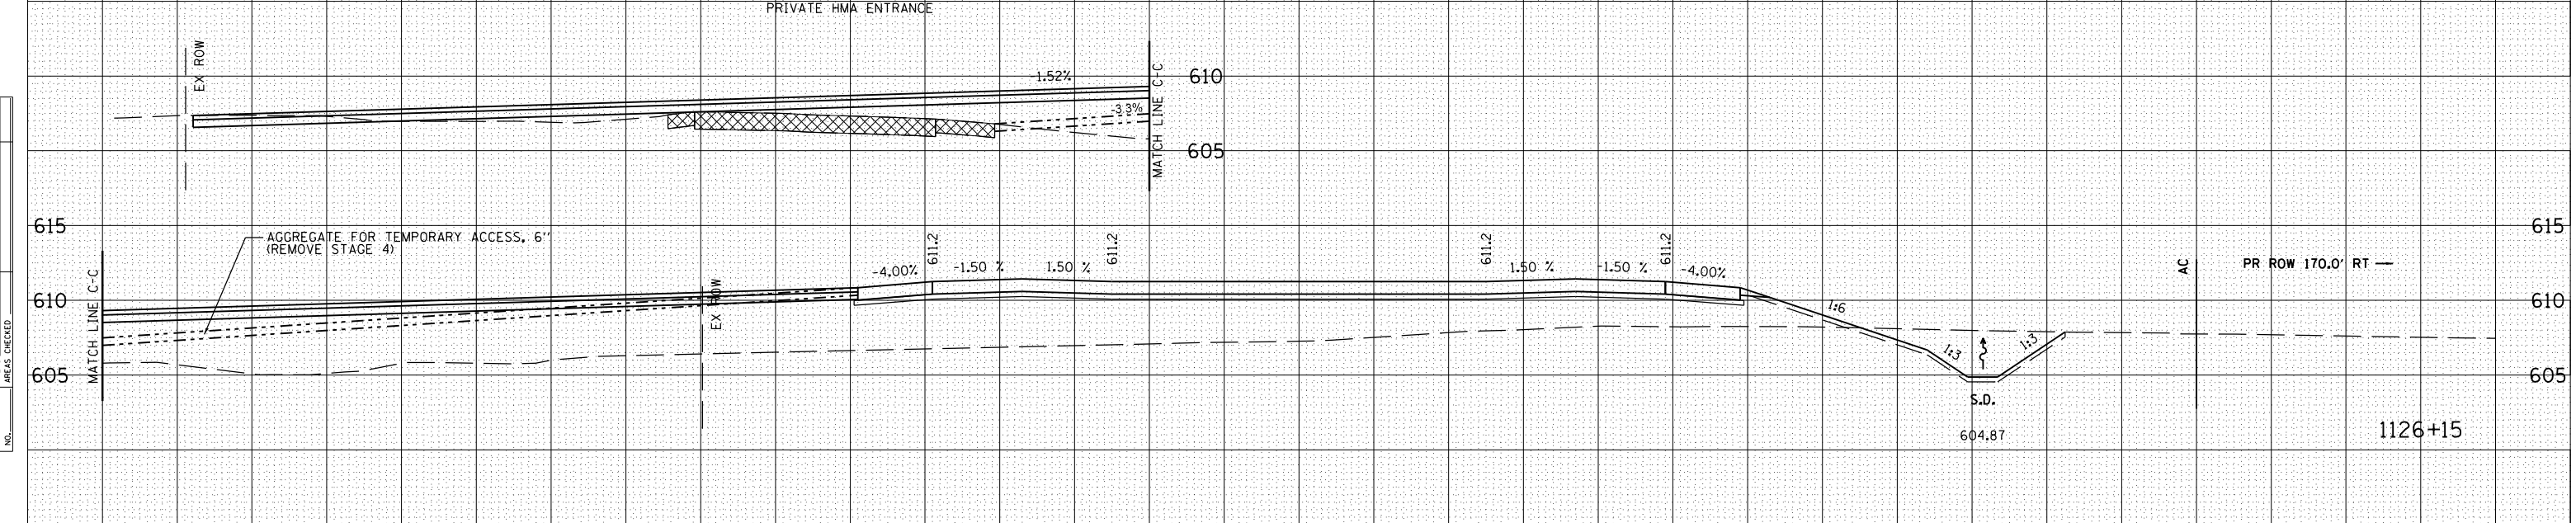 PRIVATE HMA ENTRANCE
EX ROW
-1.52%
MATCH LINE C-C
610
-3.3%
605
615
AGGREGATE FOR TEMPORARY ACCESS, 6"
(REMOVE STAGE 4)
MATCH LINE C-C
610
605
EX ROW
-4.00%
611.2
-1.50 %
1.50 %
611.2
611.2
1.50 %
-1.50 %
611.2
-4.00%
1:6
1:3
1:3
S.D.
604.87
AC
PR ROW 170.0' RT
615
610
605
1126+15
AREAS CHECKED
NO.